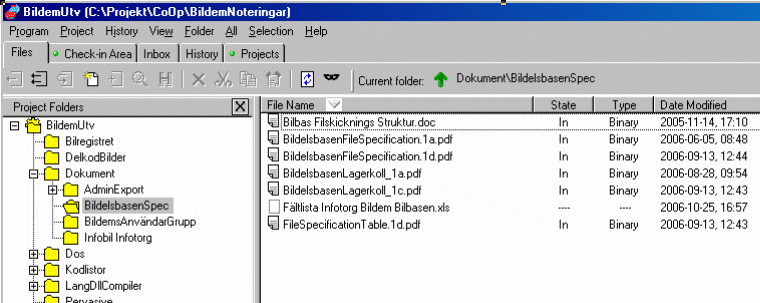 BildemUtv (C:\Projekt\CoOp\BildemNoteringar)
Program Project History View Folder All Selection Help
Files Check-in Area Inbox History Projects
Current folder: Dokument\BildelsbasenSpec
Project Folders
BildemUtv
Bilregistret
DelkodBilder
Dokument
AdminExport
BildelsbasenSpec
BildemsAnvändarGrupp
Infobil Infotorg
Dos
Kodlistor
LangDllCompiler
Pervasive
File Name State Type Date Modified
Bilbas Filskicknings Struktur.doc In Binary 2005-11-14, 17:10
BildelsbasenFileSpecification.1a.pdf In Binary 2006-06-05, 08:48
BildelsbasenFileSpecification.1d.pdf In Binary 2006-09-13, 12:44
BildelsbasenLagerkoll_1a.pdf In Binary 2006-08-28, 09:54
BildelsbasenLagerkoll_1c.pdf In Binary 2006-09-13, 12:43
Fältlista Infotorg Bildem Bilbasen.xls ---- ---- 2006-10-25, 16:57
FileSpecificationTable.1d.pdf In Binary 2006-09-13, 12:43